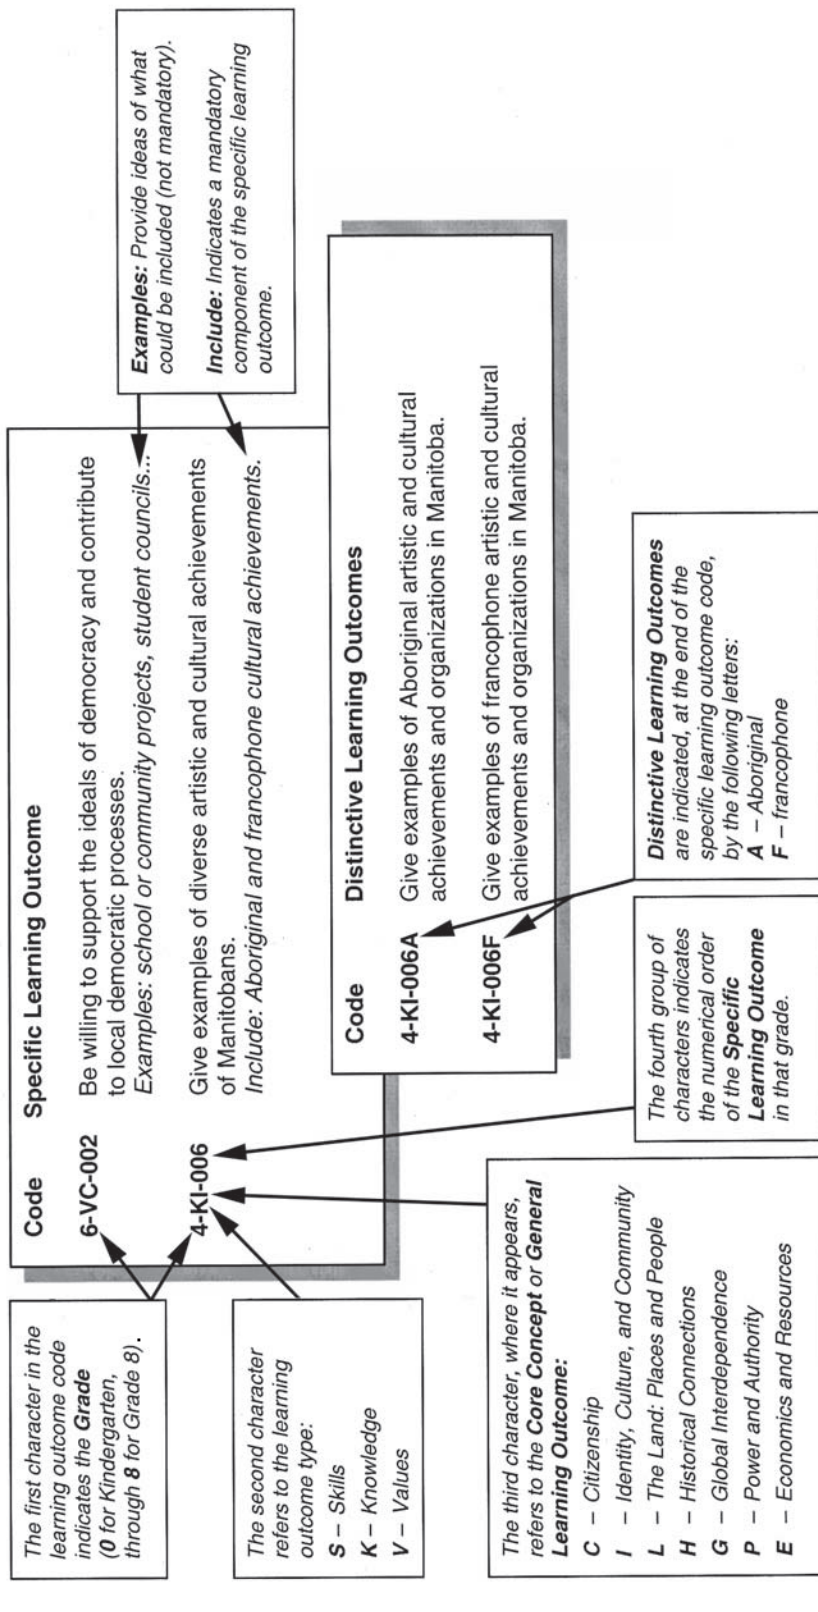 The first character in the
learning outcome code
indicates the Grade
(0 for Kindergarten,
through 8 for Grade 8).
The second character
refers to the learning
outcome type:
S – Skills
K – Knowledge
V – Values
The third character, where it appears,
refers to the Core Concept or General
Learning Outcome:
C – Citizenship
I – Identity, Culture, and Community
L – The Land: Places and People
H – Historical Connections
G – Global Interdependence
P – Power and Authority
E – Economics and Resources
Code Specific Learning Outcome
6-VC-002 Be willing to support the ideals of democracy and contribute
to local democratic processes.
Examples: school or community projects, student councils...
4-KI-006 Give examples of diverse artistic and cultural achievements
of Manitobans.
Include: Aboriginal and francophone cultural achievements.
Code Distinctive Learning Outcomes
4-KI-006A Give examples of Aboriginal artistic and cultural
achievements and organizations in Manitoba.
4-KI-006F Give examples of francophone artistic and cultural
achievements and organizations in Manitoba.
The fourth group of
characters indicates
the numerical order
of the Specific
Learning Outcome
in that grade.
Distinctive Learning Outcomes
are indicated, at the end of the
specific learning outcome code,
by the following letters:
A – Aboriginal
F – francophone
Examples: Provide ideas of what
could be included (not mandatory).
Include: Indicates a mandatory
component of the specific learning
outcome.